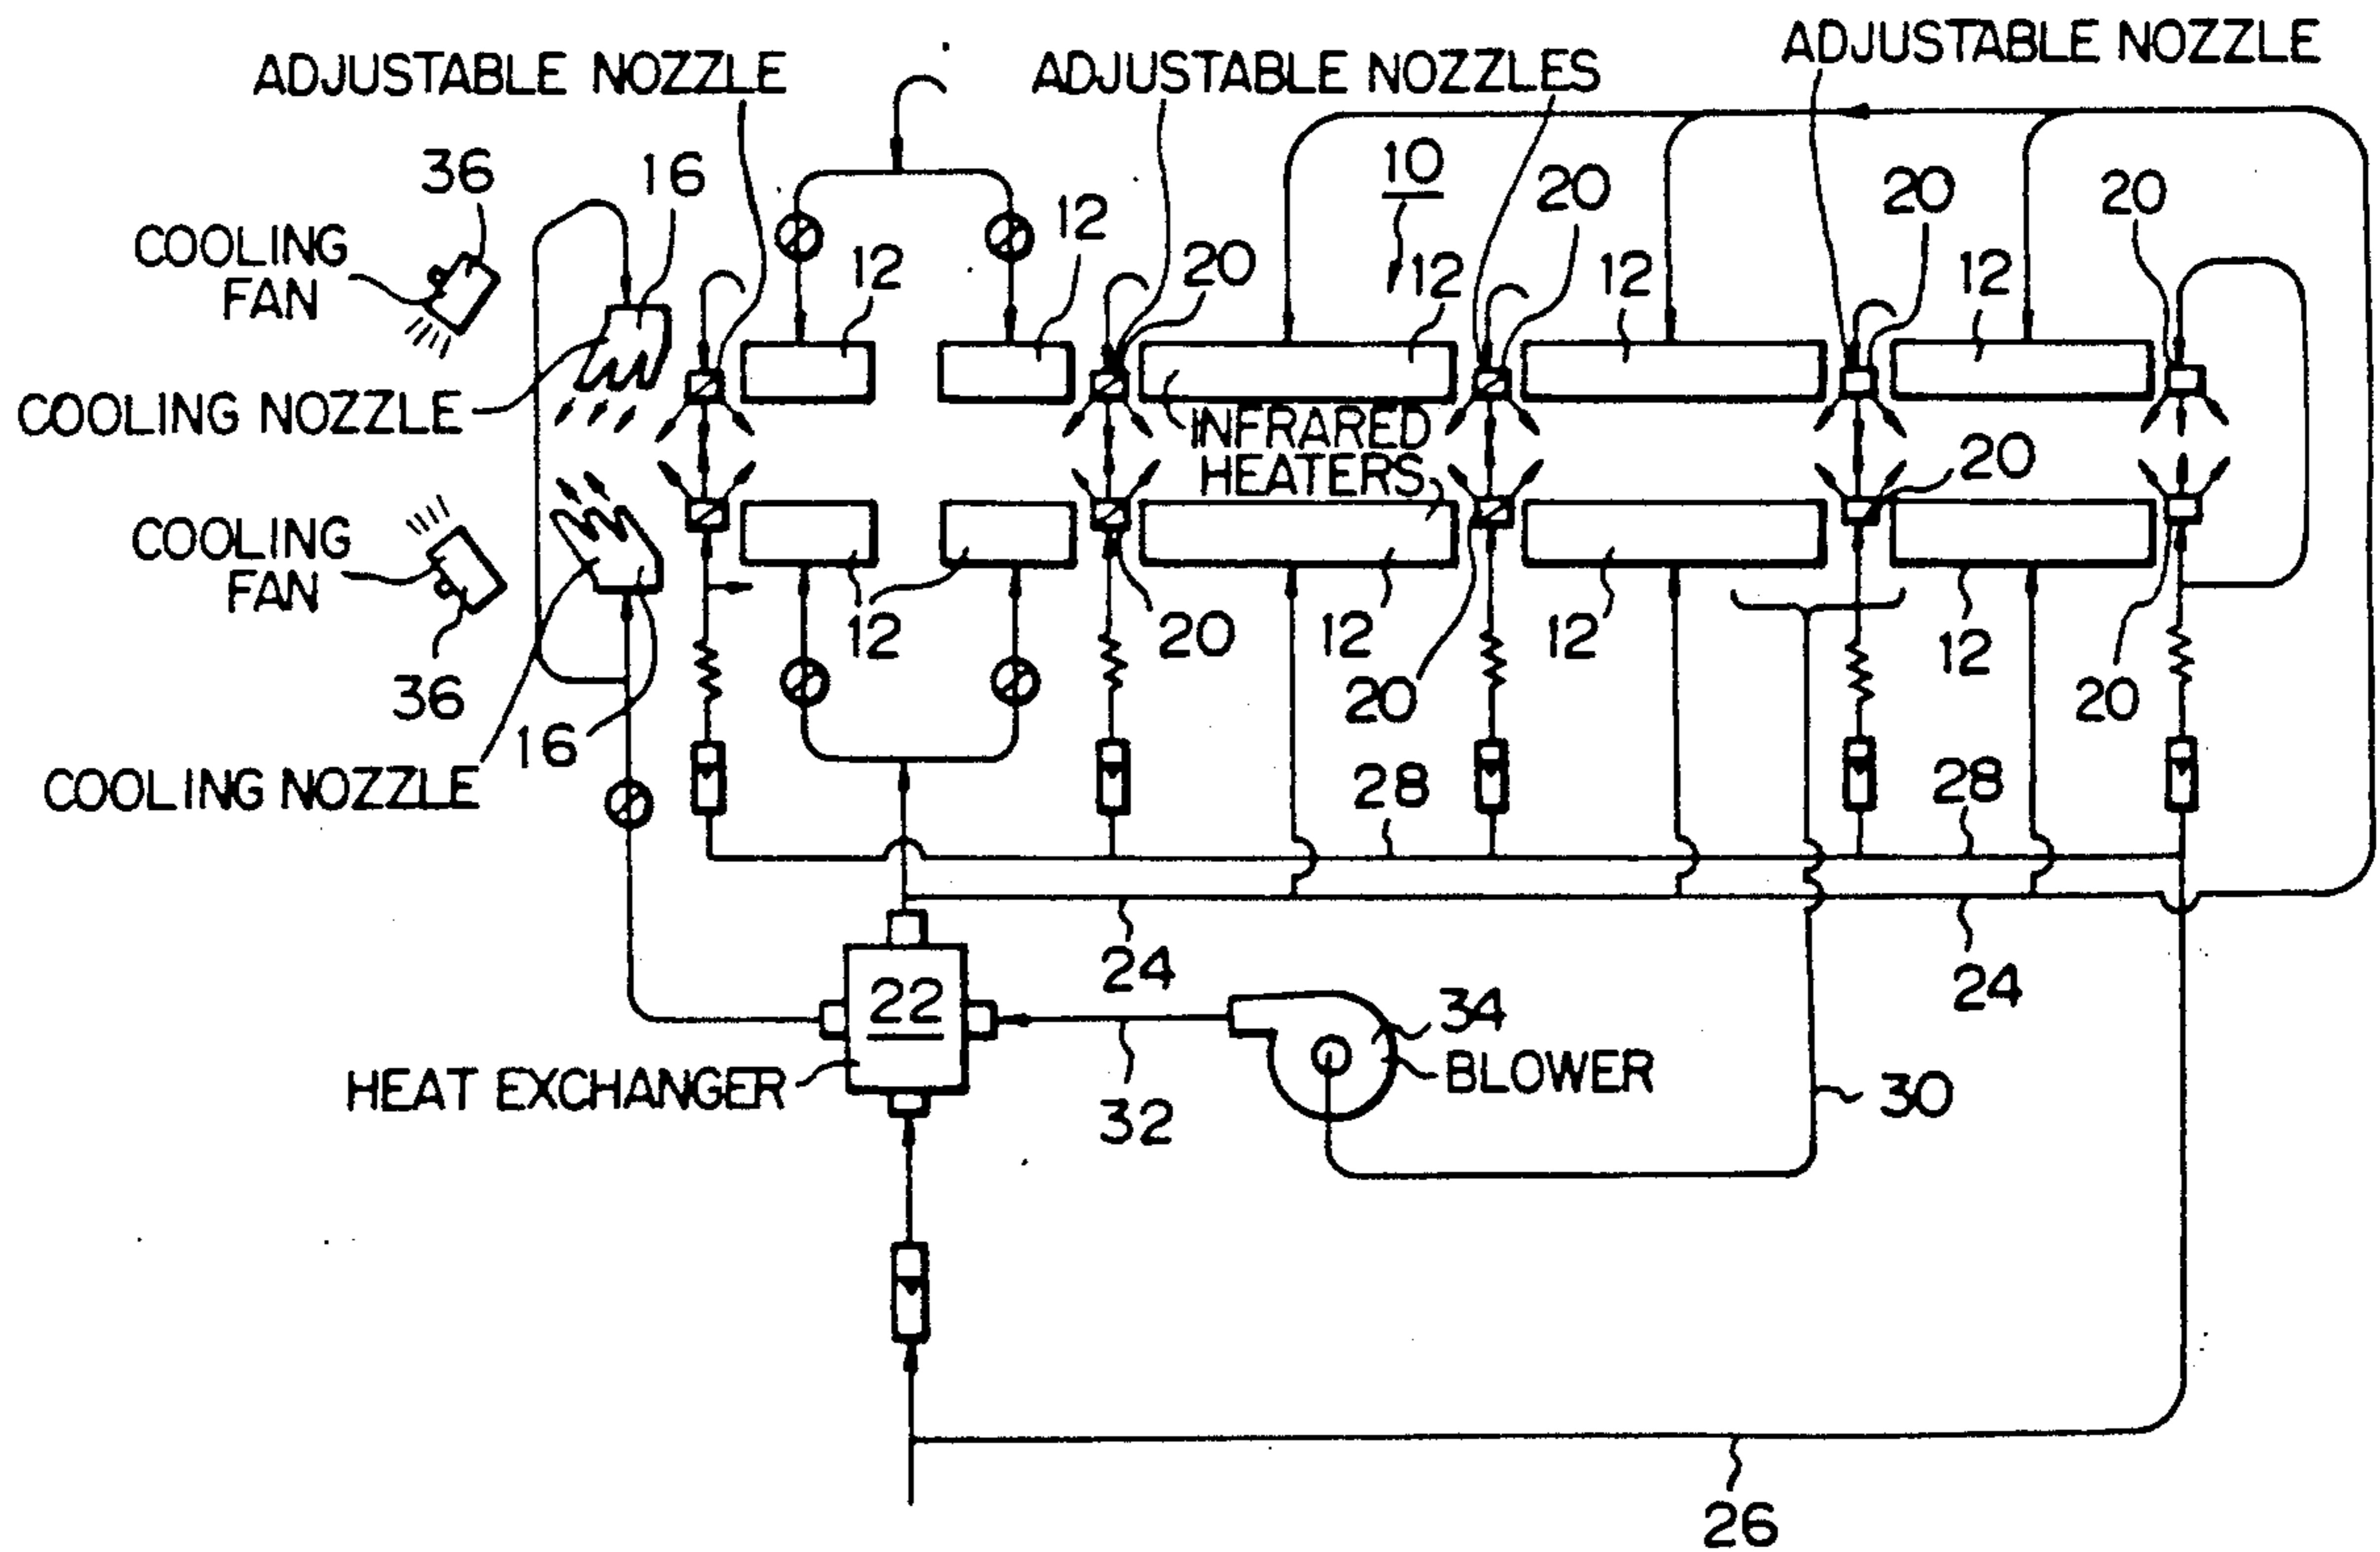 ADJUSTABLE NOZZLE
ADJUSTABLE NOZZLES
ADJUSTABLE NOZZLE
36
16
10
20
20
20
12
COOLING
FAN
12
20
12
12
12
COOLING NOZZLE
INFRARED
HEATERS
20
COOLING
FAN
12
20
12
12
12
36
16
20
20
COOLING NOZZLE
28
28
24
24
22
34
BLOWER
HEAT EXCHANGER
32
30
26